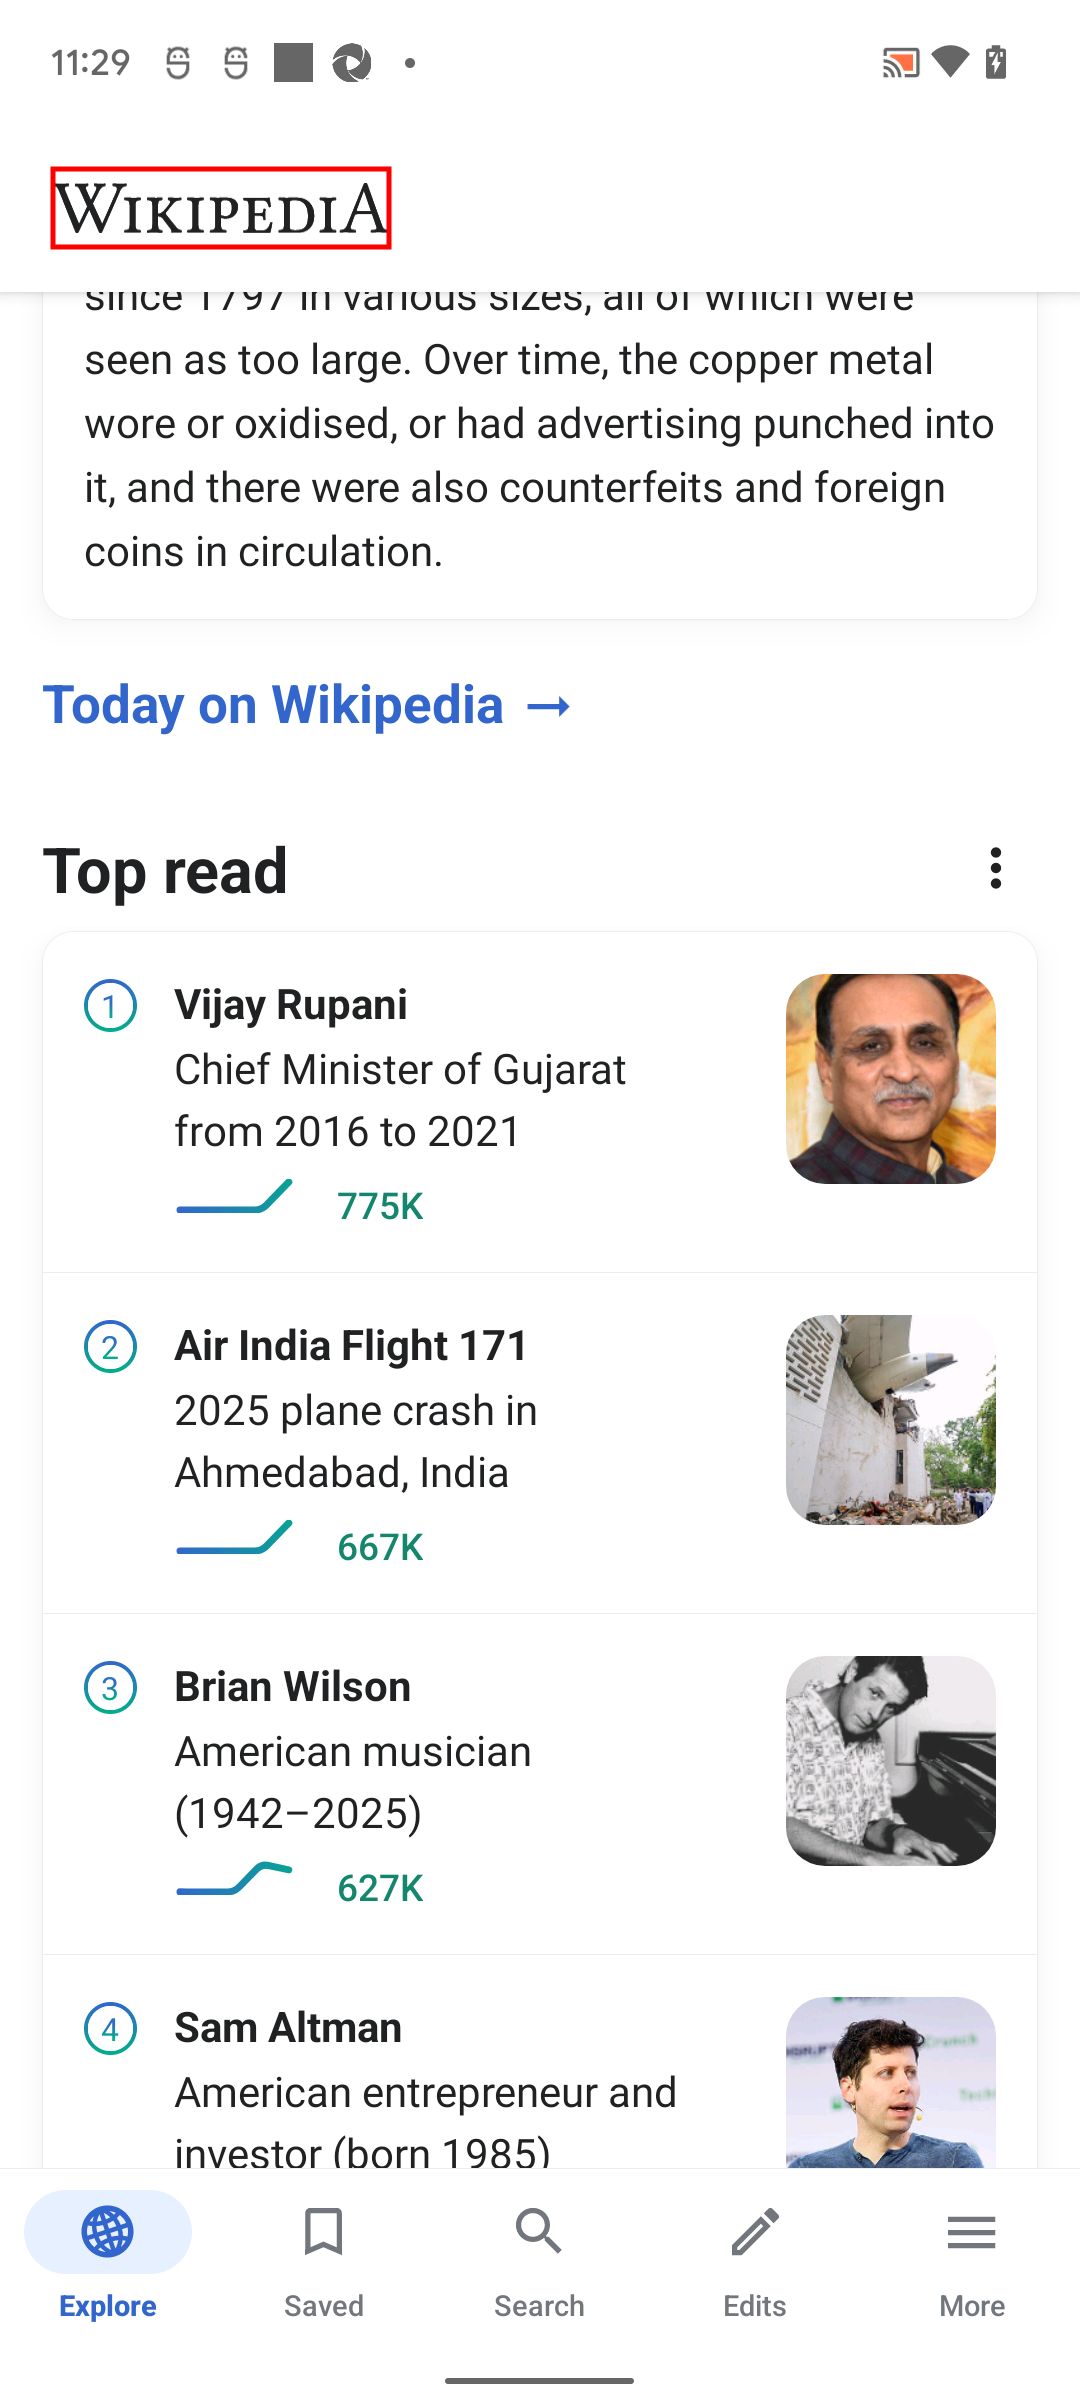 11:29
WIKIPEDIA
since 1797 in various sizes, all of which were
seen as too large. Over time, the copper metal
wore or oxidised, or had advertising punched into
it, and there were also counterfeits and foreign
coins in circulation.
Today on Wikipedia →
Top read
1 Vijay Rupani
Chief Minister of Gujarat
from 2016 to 2021
775K
2 Air India Flight 171
2025 plane crash in
Ahmedabad, India
667K
3 Brian Wilson
American musician
(1942–2025)
627K
4 Sam Altman
American entrepreneur and
investor (born 1985)
Explore Saved Search Edits More